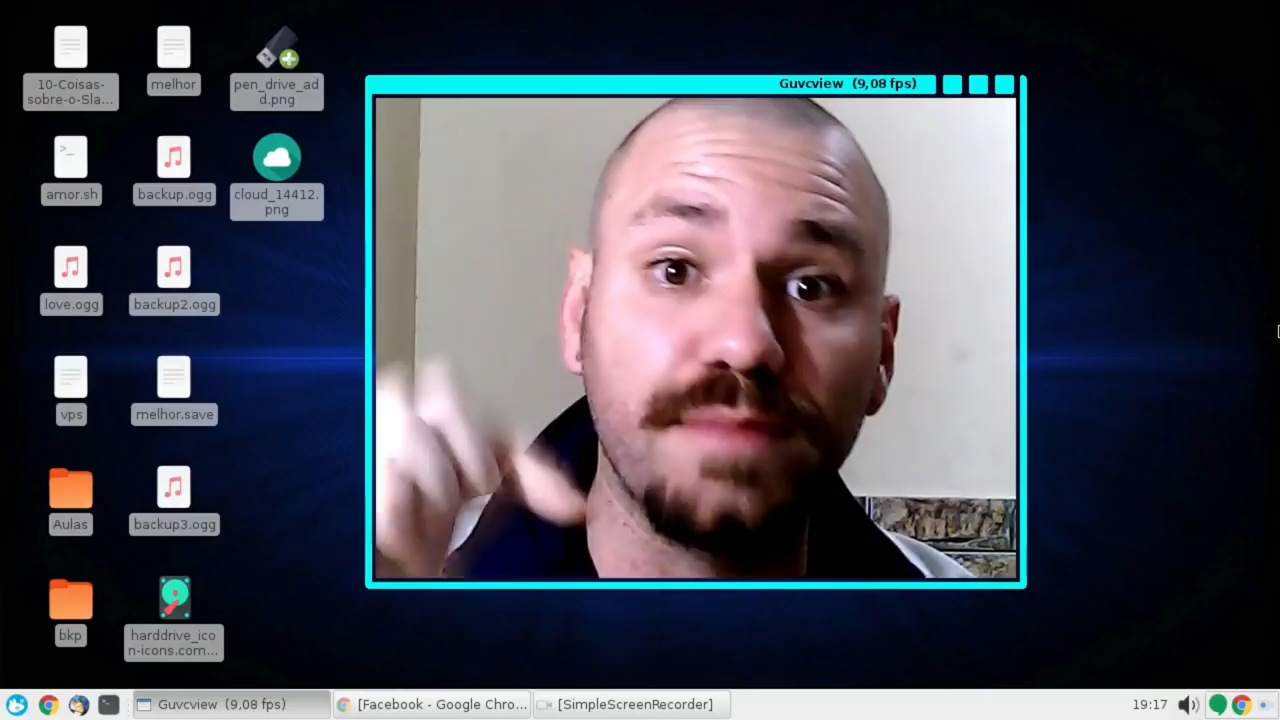 10-Coisas-
sobre-o-Sla...
melhor
pen_drive_ad
d.png
amor.sh
backup.ogg
cloud_14412.
png
love.ogg
backup2.ogg
vps
melhor.save
Aulas
backup3.ogg
bkp
harddrive_ico
n-icons.com...
Guvcview (9,08 fps)
Guvcview (9,08 fps)
[Facebook - Google Chro...
[SimpleScreenRecorder]
19:17